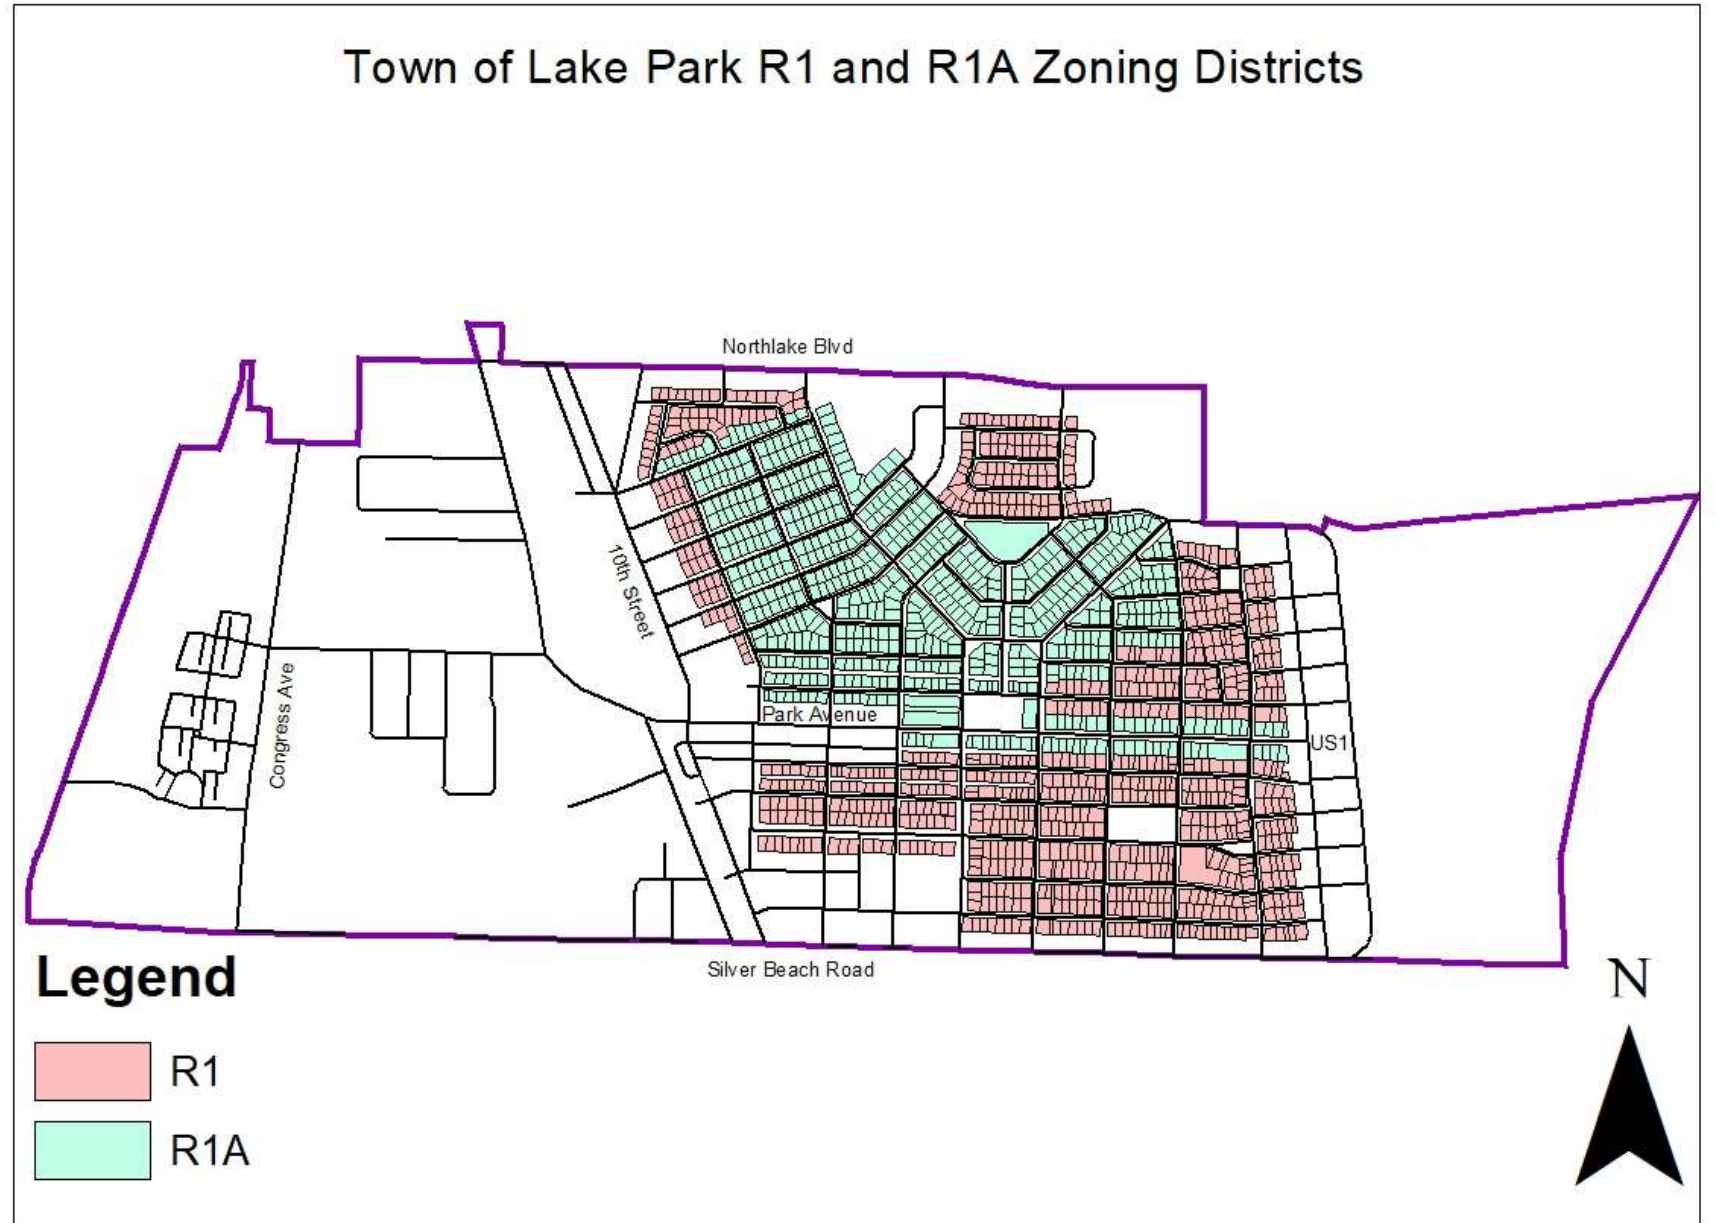 Town of Lake Park R1 and R1A Zoning Districts
Northlake Blvd
10th Street
Congress Ave
Park Avenue
US1
Silver Beach Road
Legend
N
R1
R1A